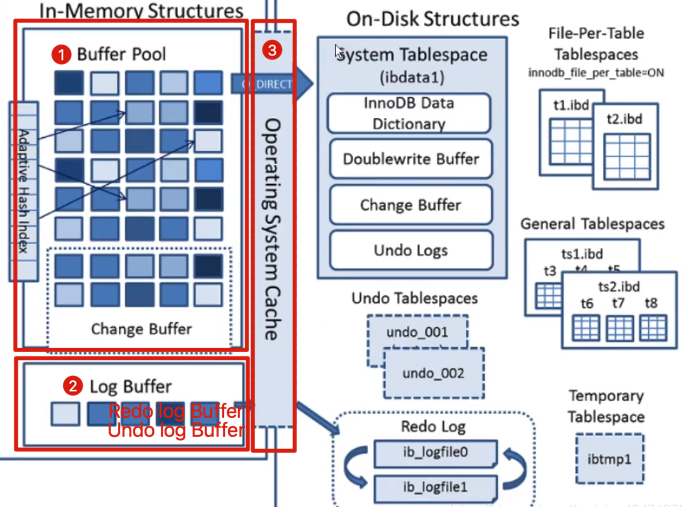 In-Memory Structures
On-Disk Structures
1 Buffer Pool
Adaptive Hash Index
Change Buffer
2 Log Buffer
Redo log Buffer
Undo log Buffer
3
DIRECT
Operating System Cache
System Tablespace
(ibdata1)
InnoDB Data
Dictionary
Doublewrite Buffer
Change Buffer
Undo Logs
File-Per-Table
Tablespaces
innodb_file_per_table=ON
t1.ibd
t2.ibd
General Tablespaces
ts1.ibd
t3 t4 t5
ts2.ibd
t6 t7 t8
Undo Tablespaces
undo_001
undo_002
Redo Log
ib_logfile0
ib_logfile1
Temporary
Tablespace
ibtmp1